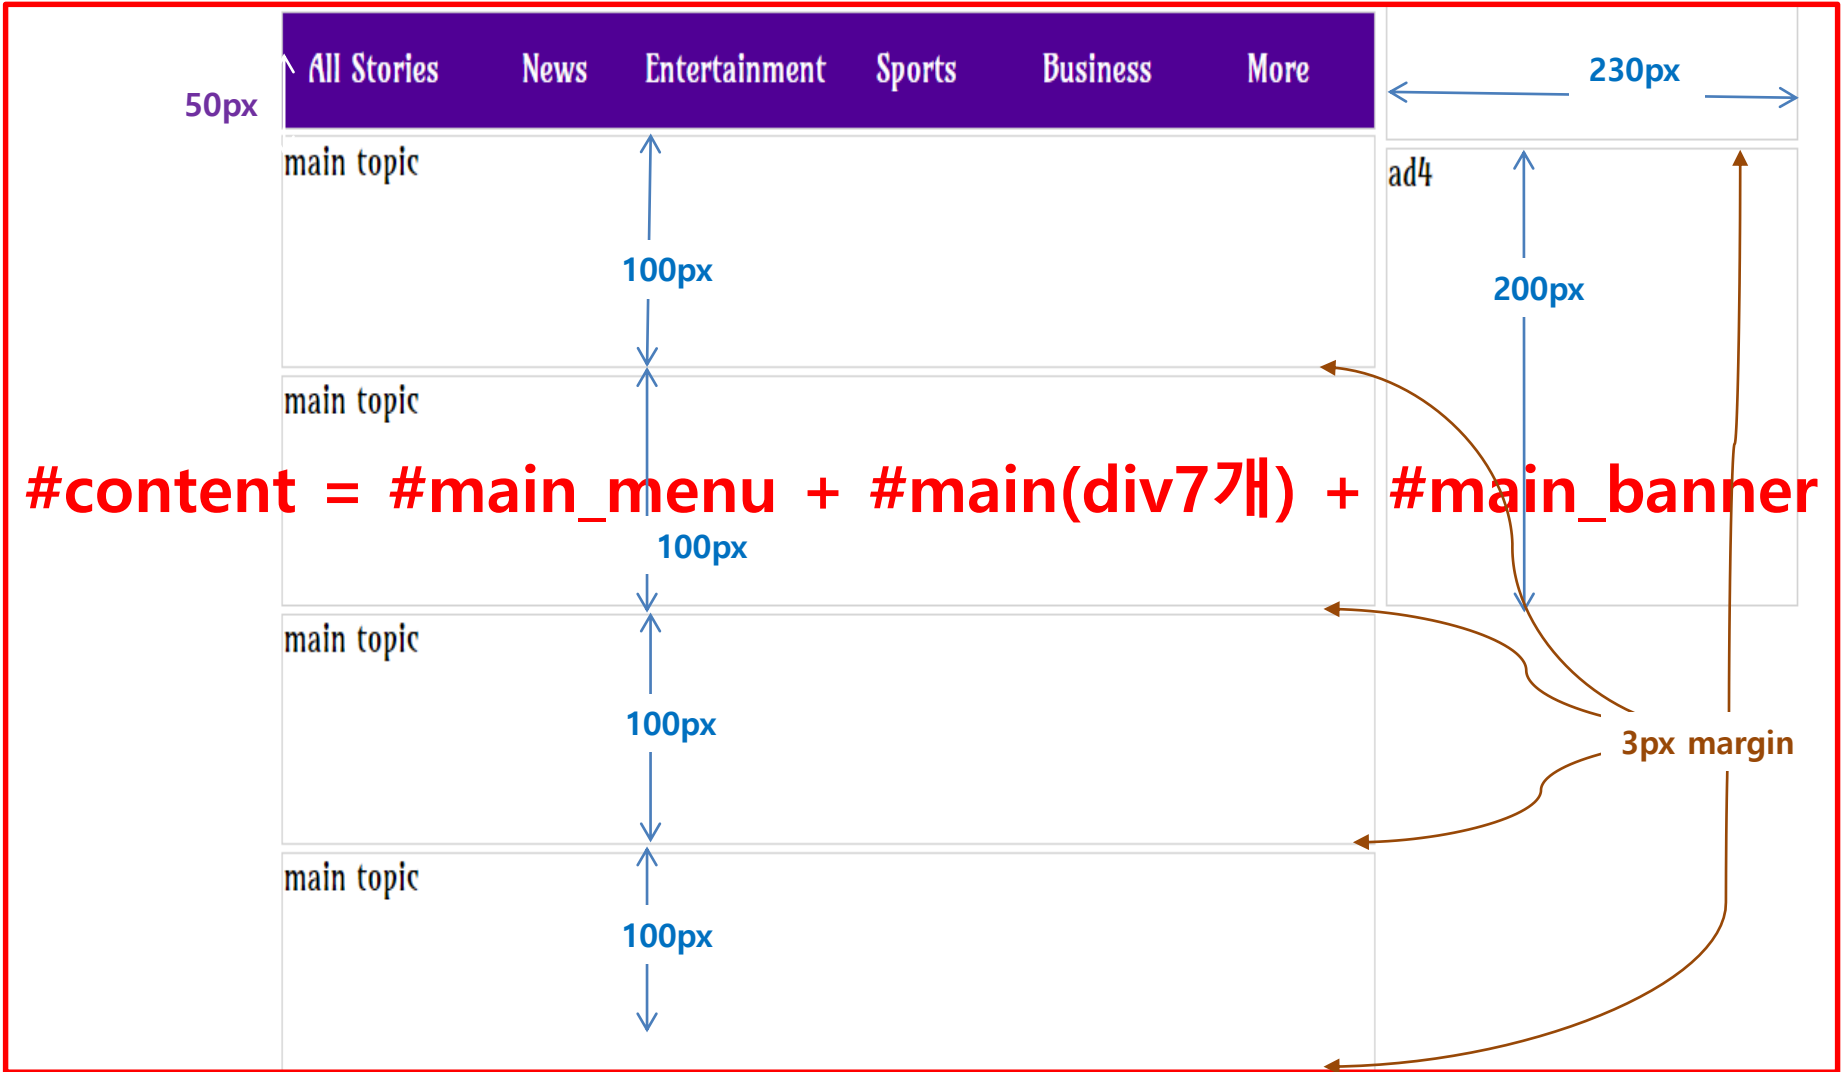 All Stories News Entertainment Sports Business More
230px
50px
main topic
ad4
100px
200px
main topic
#content = #main_menu + #main(div7개) + #main_banner
100px
main topic
100px
3px margin
main topic
100px